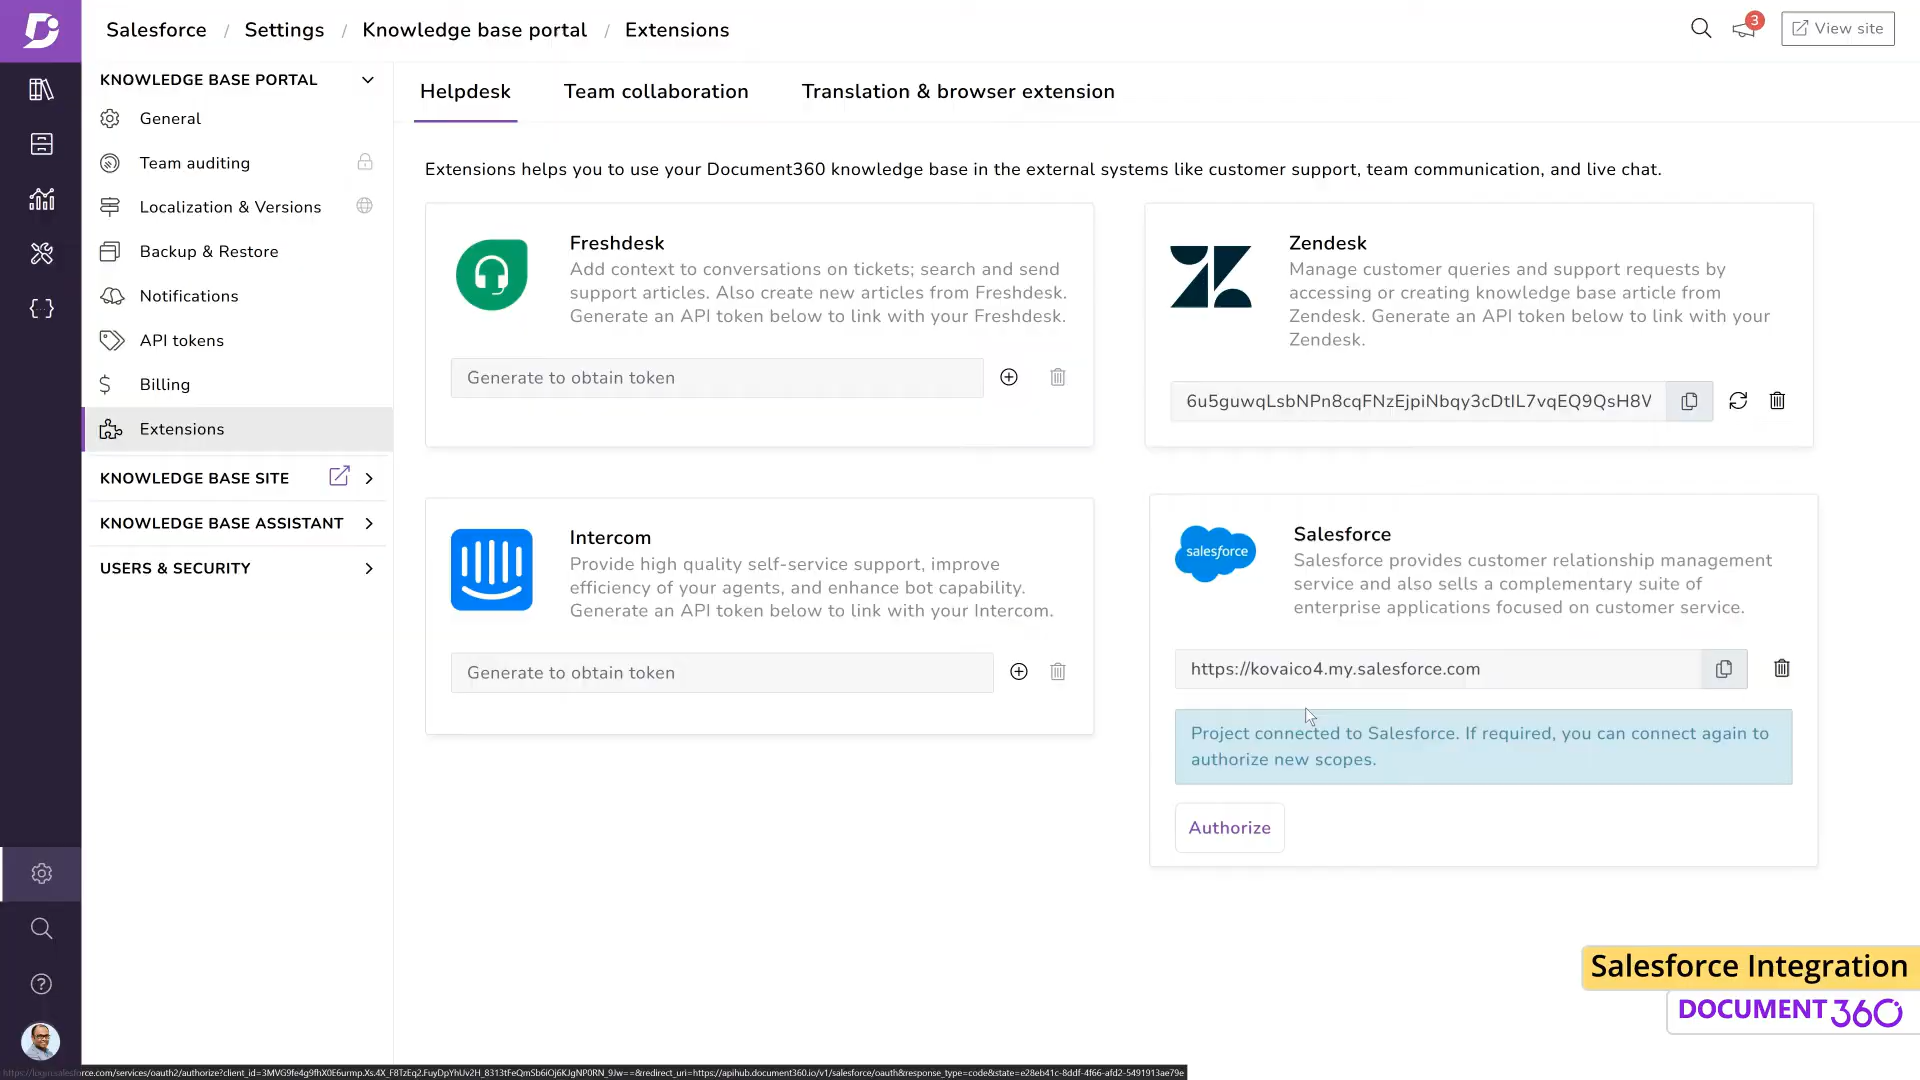 Salesforce / Settings / Knowledge base portal / Extensions
3
View site
KNOWLEDGE BASE PORTAL
General
Team auditing
Localization & Versions
Backup & Restore
Notifications
API tokens
Billing
Extensions
KNOWLEDGE BASE SITE
KNOWLEDGE BASE ASSISTANT
USERS & SECURITY
Helpdesk
Team collaboration
Translation & browser extension
Extensions helps you to use your Document360 knowledge base in the external systems like customer support, team communication, and live chat.
Freshdesk
Add context to conversations on tickets; search and send
support articles. Also create new articles from Freshdesk.
Generate an API token below to link with your Freshdesk.
Generate to obtain token
Zendesk
Manage customer queries and support requests by
accessing or creating knowledge base article from
Zendesk. Generate an API token below to link with your
Zendesk.
6u5guwqLsbNPn8cqFNzEjpiNbqy3cDtIL7vqEQ9QsH8V
Intercom
Provide high quality self-service support, improve
efficiency of your agents, and enhance bot capability.
Generate an API token below to link with your Intercom.
Generate to obtain token
salesforce
Salesforce
Salesforce provides customer relationship management
service and also sells a complementary suite of
enterprise applications focused on customer service.
https://kovaico4.my.salesforce.com
Project connected to Salesforce. If required, you can connect again to
authorize new scopes.
Authorize
Salesforce Integration
DOCUMENT 360